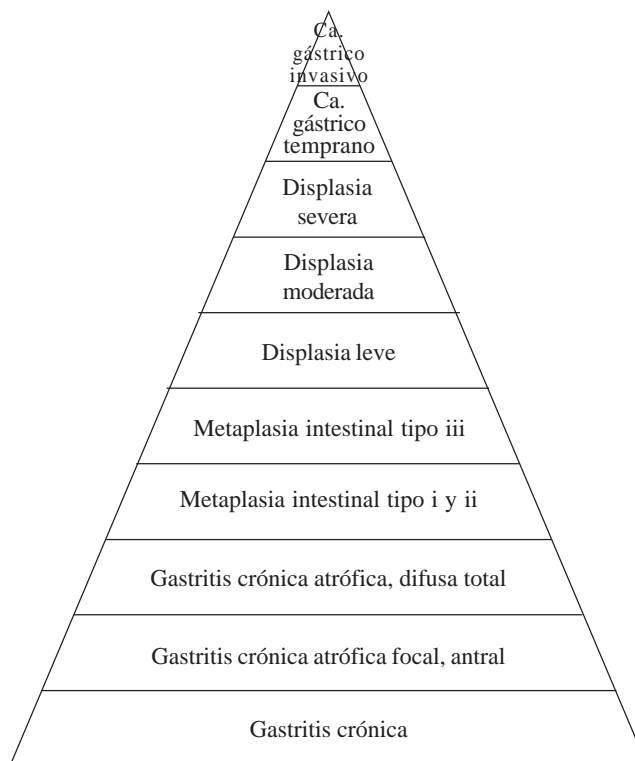 Ca.
gástrico
invasivo
Ca.
gástrico
temprano
Displasia
severa
Displasia
moderada
Displasia leve
Metaplasia intestinal tipo iii
Metaplasia intestinal tipo i y ii
Gastritis crónica atrófica, difusa total
Gastritis crónica atrófica focal, antral
Gastritis crónica